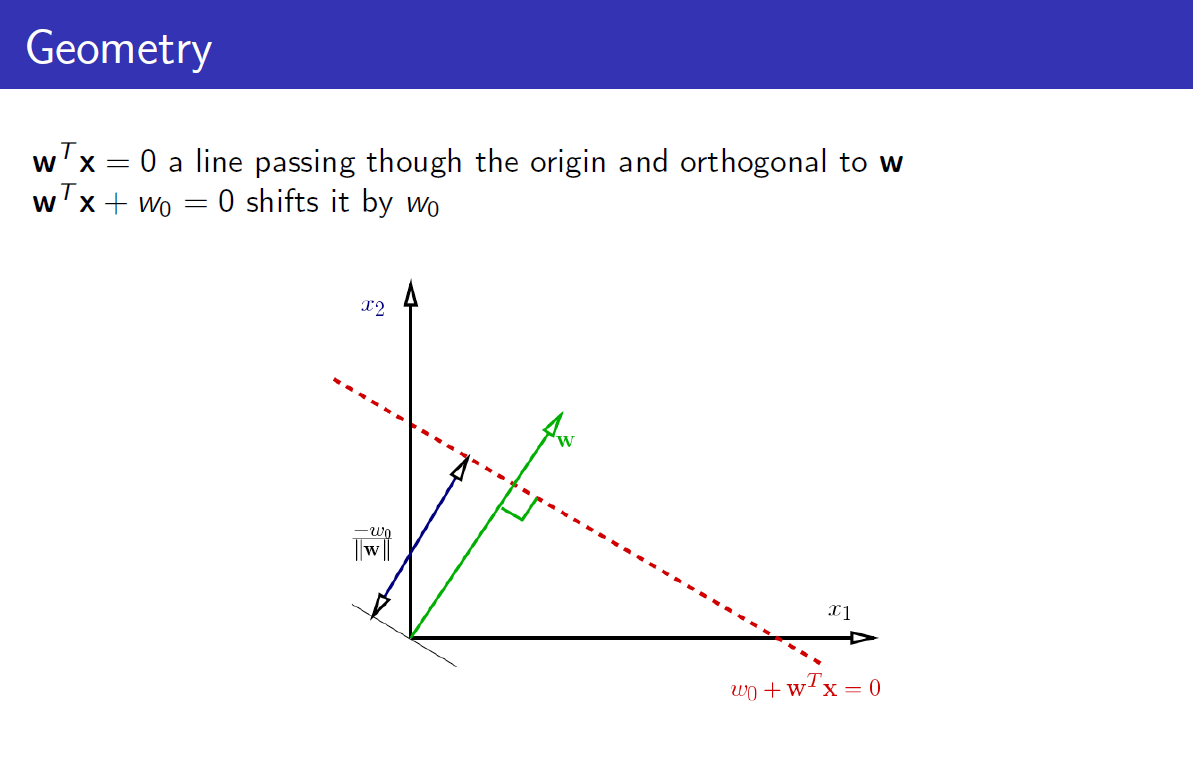 Geometry
𝐰ᵀ𝐱 = 0 a line passing though the origin and orthogonal to 𝐰
𝐰ᵀ𝐱 + w₀ = 0 shifts it by w₀
x₂
𝐰
−w₀
‖𝐰‖
x₁
w₀ + 𝐰ᵀ𝐱 = 0